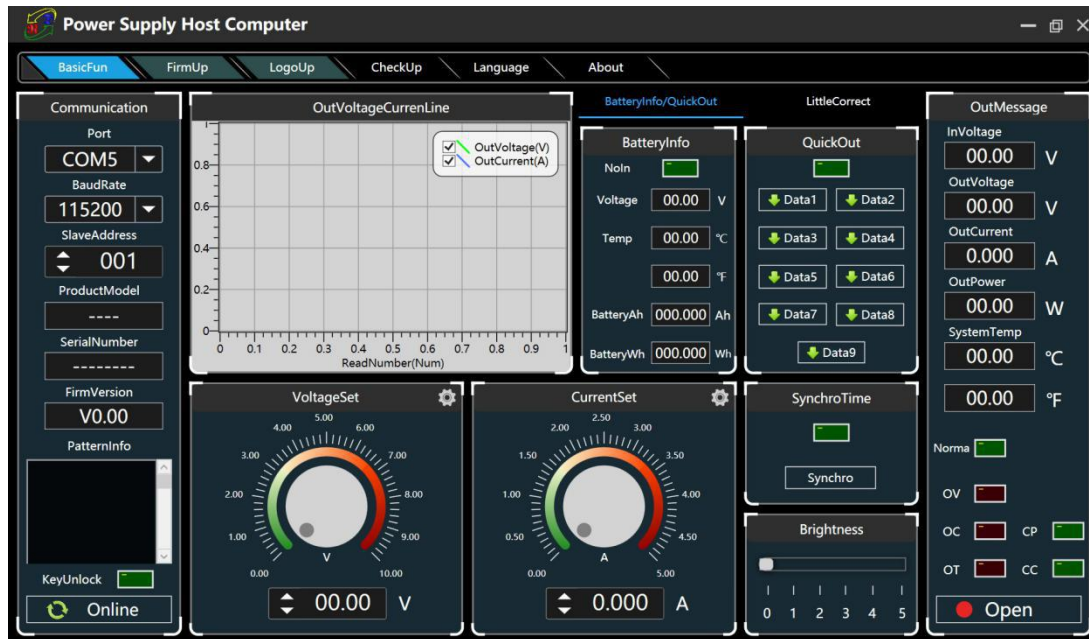 Power Supply Host Computer
BasicFun FirmUp LogoUp CheckUp Language About
Communication
Port
COM5
BaudRate
115200
SlaveAddress
001
ProductModel
----
SerialNumber
--------
FirmVersion
V0.00
PatternInfo
KeyUnlock
Online
OutVoltageCurrenLine
OutVoltage(V)
OutCurrent(A)
1
0.8
0.6
0.4
0.2
0
0 0.1 0.2 0.3 0.4 0.5 0.6 0.7 0.8 0.9 1
ReadNumber(Num)
BatteryInfo/QuickOut LittleCorrect
BatteryInfo
NoIn
Voltage 00.00 V
Temp 00.00 ℃
00.00 ℉
BatteryAh 000.000 Ah
BatteryWh 000.000 Wh
QuickOut
Data1 Data2
Data3 Data4
Data5 Data6
Data7 Data8
Data9
VoltageSet
0.00 1.00 2.00 3.00 4.00 5.00 6.00 7.00 8.00 9.00 10.00
V
00.00 V
CurrentSet
0.00 0.50 1.00 1.50 2.00 2.50 3.00 3.50 4.00 4.50 5.00
A
0.000 A
SynchroTime
Synchro
Brightness
0 1 2 3 4 5
OutMessage
InVoltage
00.00 V
OutVoltage
00.00 V
OutCurrent
0.000 A
OutPower
00.00 W
SystemTemp
00.00 ℃
00.00 ℉
Norma
OV
OC CP
OT CC
Open